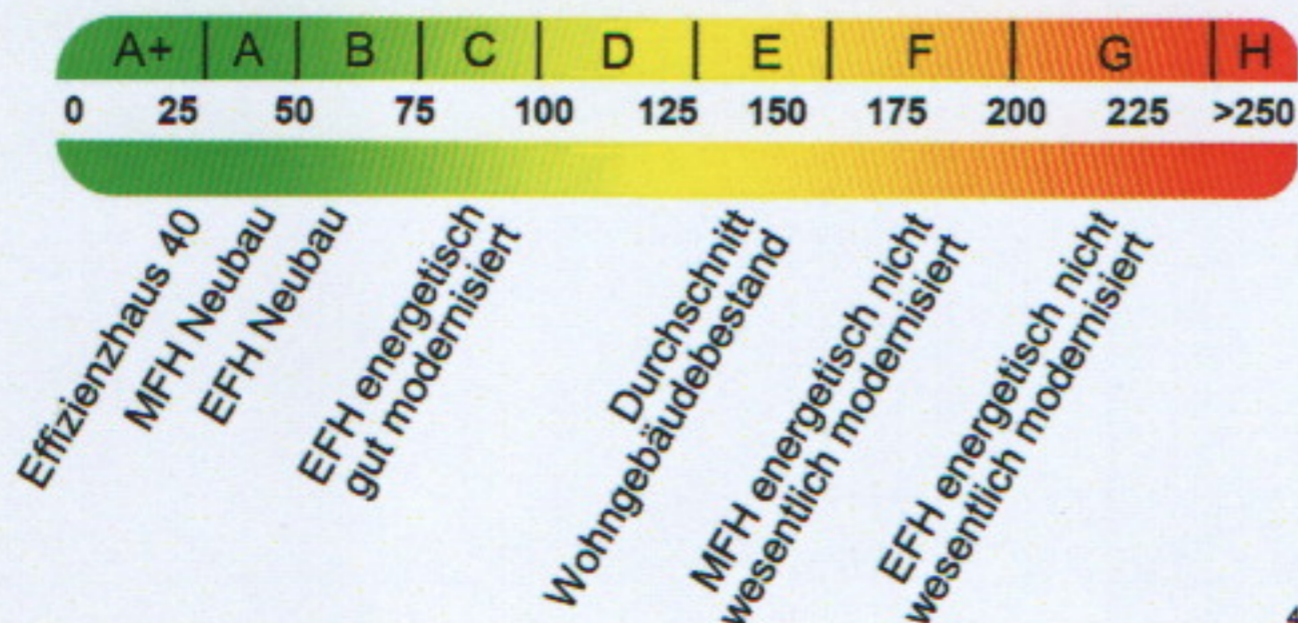 A+ A B C D E F G H
0 25 50 75 100 125 150 175 200 225 >250
Effizienzhaus 40
MFH Neubau
EFH Neubau
EFH energetisch
gut modernisiert
Durchschnitt
Wohngebäudebestand
MFH energetisch nicht
wesentlich modernisiert
EFH energetisch nicht
wesentlich modernisiert